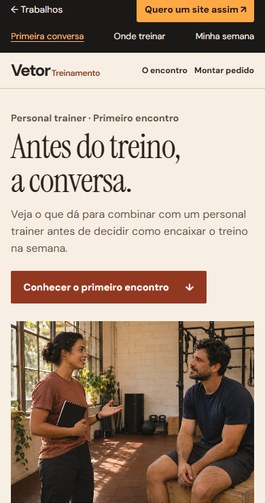 ← Trabalhos
Quero um site assim ↗
Primeira conversa
Onde treinar
Minha semana
Vetor Treinamento
O encontro
Montar pedido
Personal trainer · Primeiro encontro
Antes do treino,
a conversa.
Veja o que dá para combinar com um personal
trainer antes de decidir como encaixar o treino
na semana.
Conhecer o primeiro encontro ↓